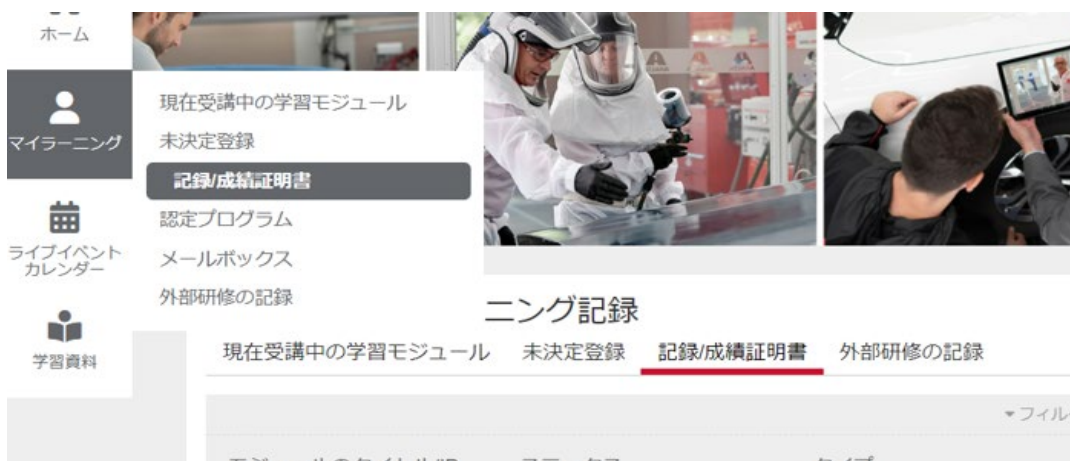 ホーム
マイラーニング
ライブイベント
カレンダー
学習資料
現在受講中の学習モジュール
未決定登録
記録/成績証明書
認定プログラム
メールボックス
外部研修の記録
ニング記録
現在受講中の学習モジュール 未決定登録 記録/成績証明書 外部研修の記録
フィル